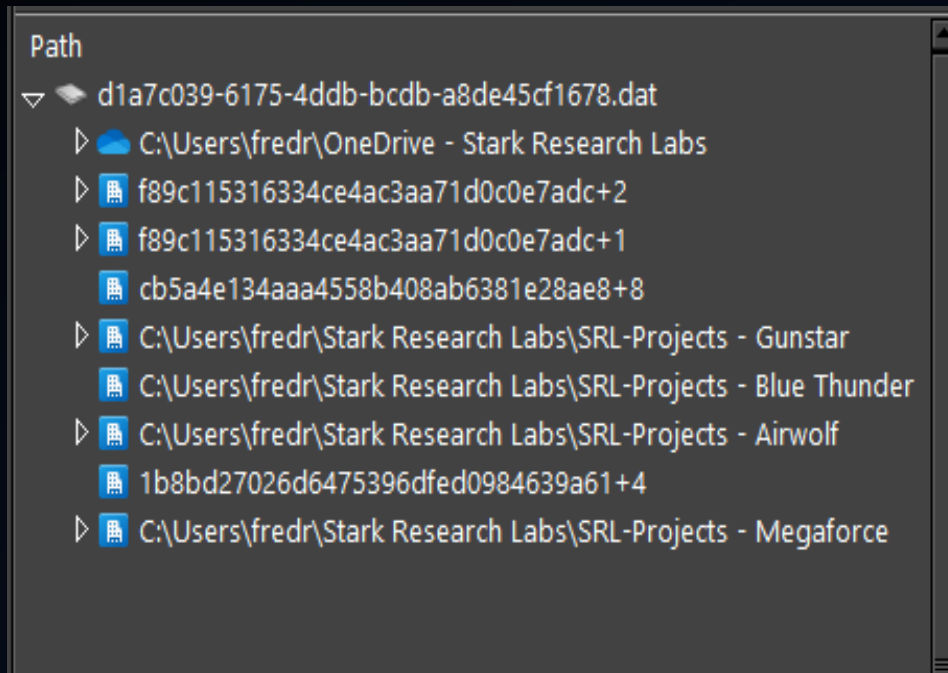 Path
d1a7c039-6175-4ddb-bcdb-a8de45cf1678.dat
C:\Users\fredr\OneDrive - Stark Research Labs
f89c115316334ce4ac3aa71d0c0e7adc+2
f89c115316334ce4ac3aa71d0c0e7adc+1
cb5a4e134aaa4558b408ab6381e28ae8+8
C:\Users\fredr\Stark Research Labs\SRL-Projects - Gunstar
C:\Users\fredr\Stark Research Labs\SRL-Projects - Blue Thunder
C:\Users\fredr\Stark Research Labs\SRL-Projects - Airwolf
1b8bd27026d6475396dfed0984639a61+4
C:\Users\fredr\Stark Research Labs\SRL-Projects - Megaforce